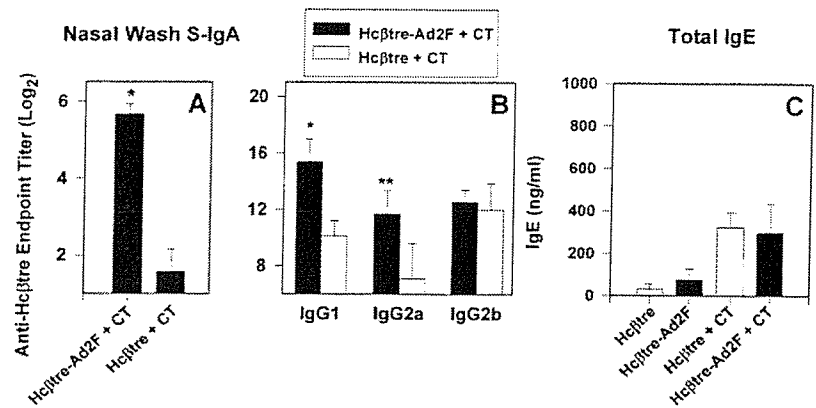 Nasal Wash S-IgA
Hcβtre-Ad2F + CT
Hcβtre + CT
Total IgE
Anti-Hcβtre Endpoint Titer (Log2)
6
4
2
A
*
Hcβtre-Ad2F + CT
Hcβtre + CT
20
16
12
8
B
*
**
IgG1
IgG2a
IgG2b
IgE (ng/ml)
1000
800
600
400
200
0
C
Hcβtre
Hcβtre-Ad2F
Hcβtre + CT
Hcβtre-Ad2F + CT